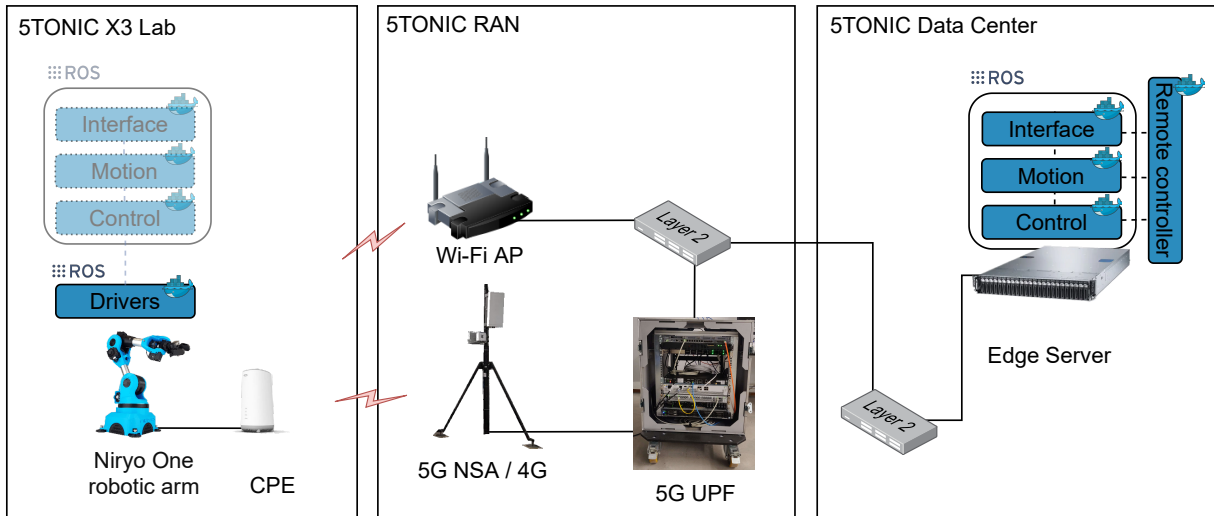 5TONIC X3 Lab
ROS
Interface
Motion
Control
ROS
Drivers
Niryo One
robotic arm
CPE
5TONIC RAN
Wi-Fi AP
Layer 2
5G NSA / 4G
5G UPF
5TONIC Data Center
ROS
Interface
Motion
Control
Remote controller
Edge Server
Layer 2